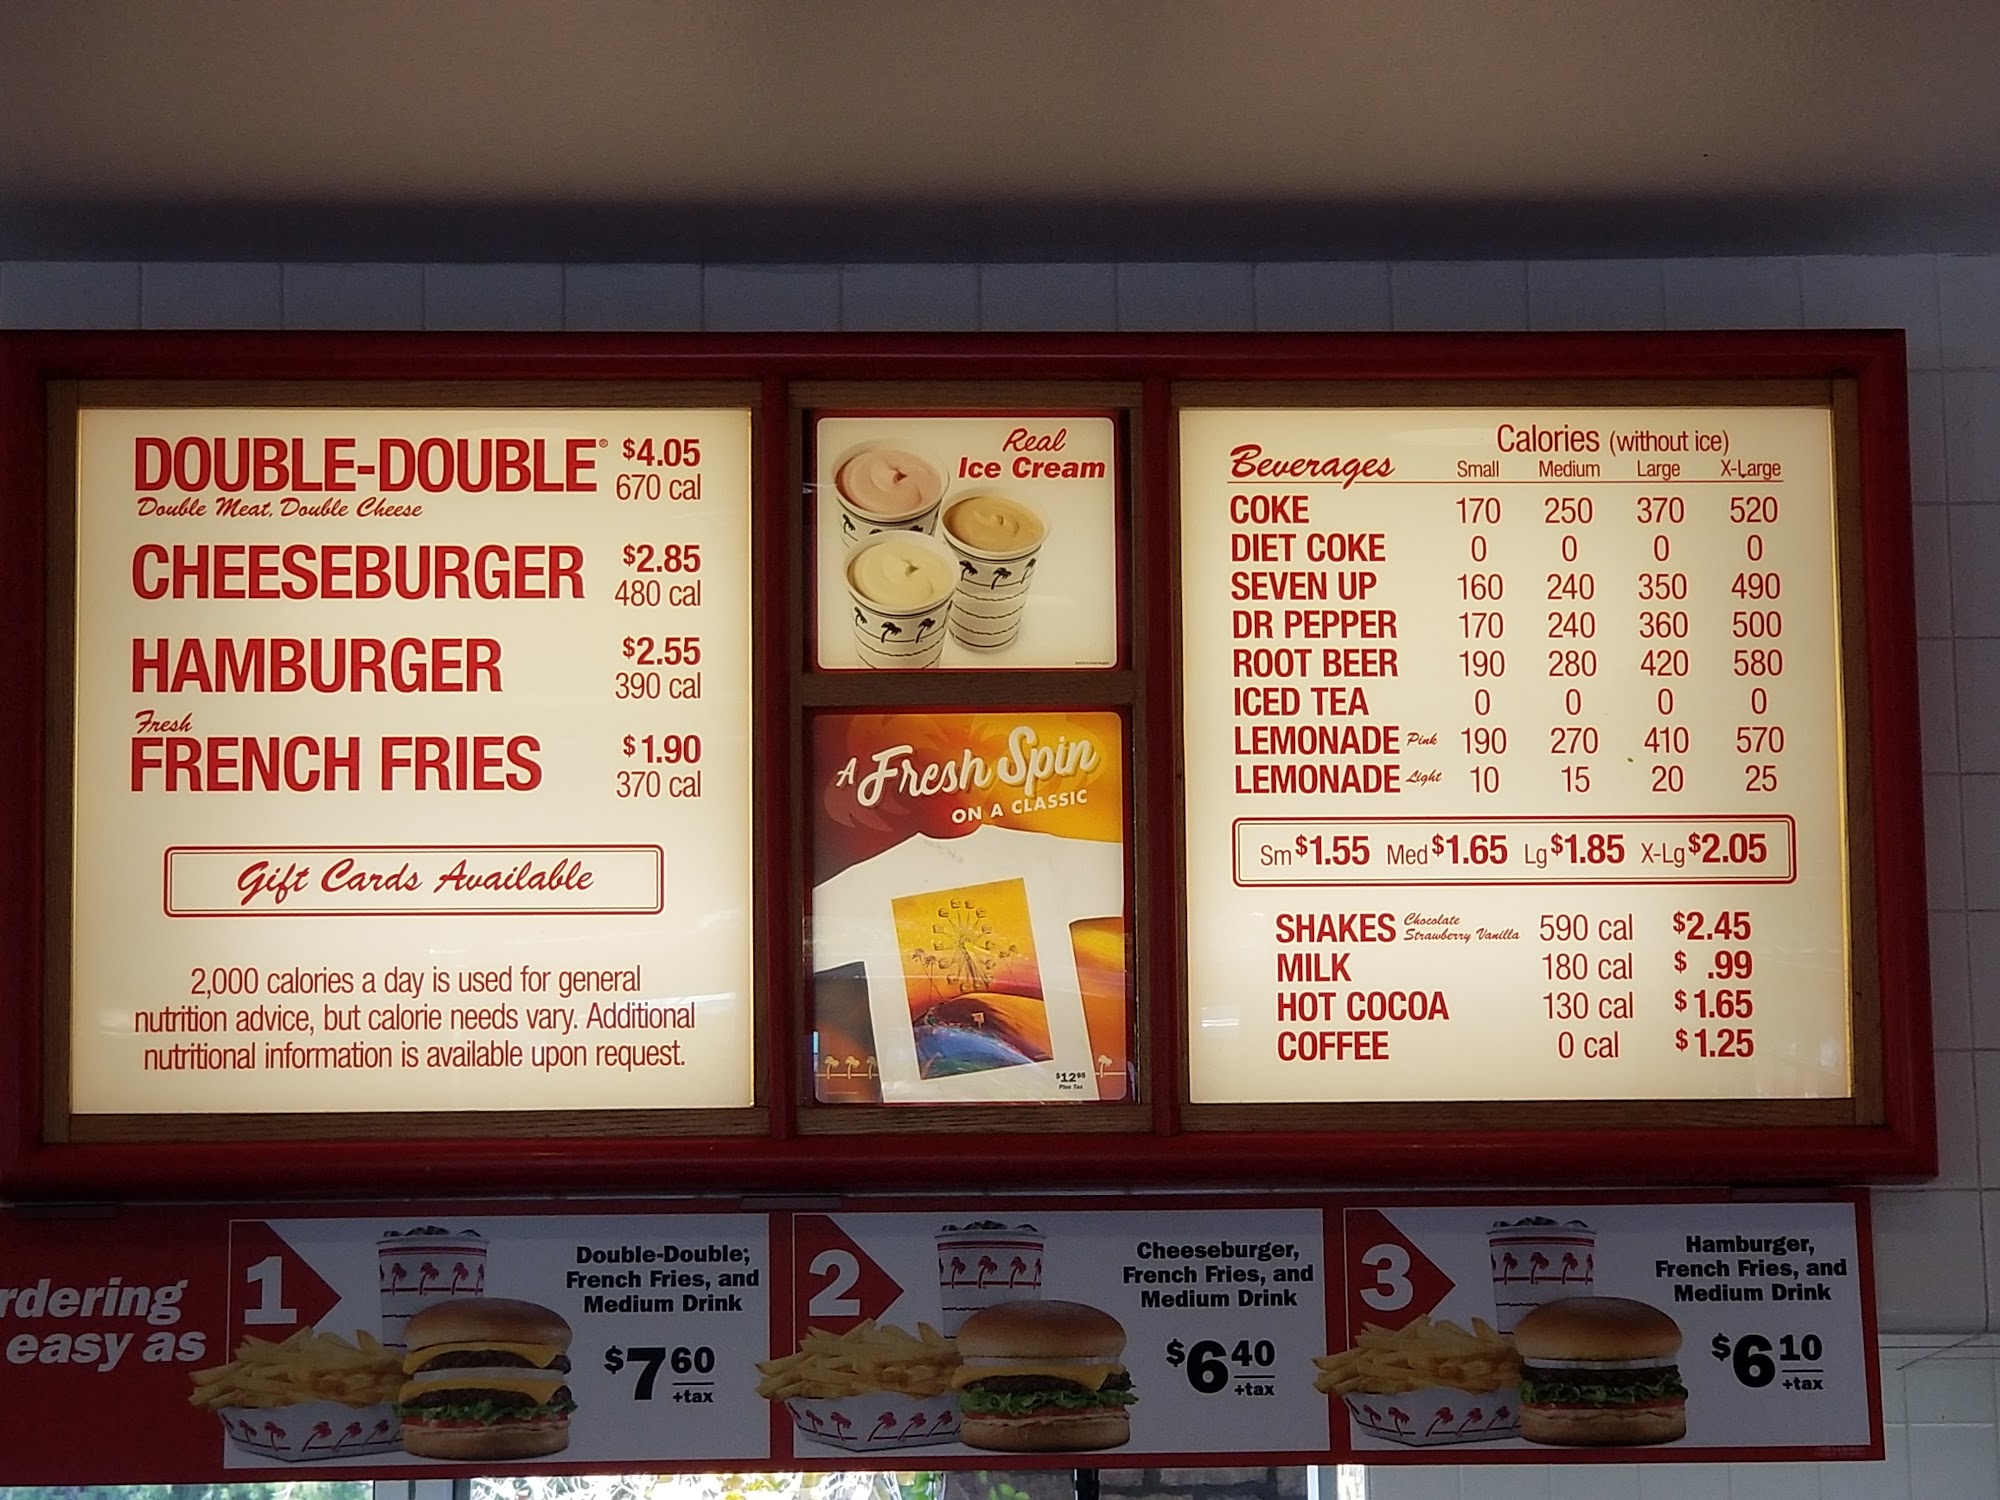 DOUBLE-DOUBLE® $4.05
Double Meat, Double Cheese 670 cal
CHEESEBURGER $2.85
480 cal
HAMBURGER $2.55
390 cal
Fresh
FRENCH FRIES $1.90
370 cal
Gift Cards Available
2,000 calories a day is used for general
nutrition advice, but calorie needs vary. Additional
nutritional information is available upon request.
Real
Ice Cream
A Fresh Spin
ON A CLASSIC
$12.95
Plus Tax
Calories (without ice)
Beverages Small Medium Large X-Large
COKE 170 250 370 520
DIET COKE 0 0 0 0
SEVEN UP 160 240 350 490
DR PEPPER 170 240 360 500
ROOT BEER 190 280 420 580
ICED TEA 0 0 0 0
LEMONADE Pink 190 270 410 570
LEMONADE Light 10 15 20 25
Sm $1.55 Med $1.65 Lg $1.85 X-Lg $2.05
SHAKES Chocolate Strawberry Vanilla 590 cal $2.45
MILK 180 cal $ .99
HOT COCOA 130 cal $1.65
COFFEE 0 cal $1.25
rdering
easy as
1
Double-Double,
French Fries, and
Medium Drink
$7 60
+tax
2
Cheeseburger,
French Fries, and
Medium Drink
$6 40
+tax
3
Hamburger,
French Fries, and
Medium Drink
$6 10
+tax